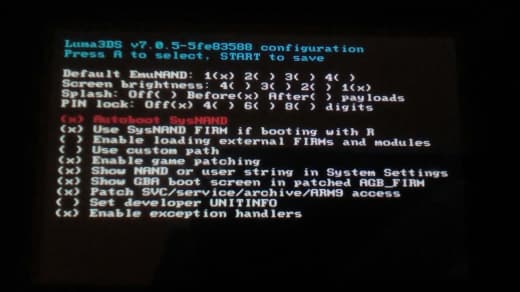 Luma3DS v7.0.5-5fe83588 configuration
Press A to select, START to save
Default EmuNAND: 1(x) 2( ) 3( ) 4( )
Screen brightness: 4( ) 3( ) 2( ) 1(x)
Splash: Off( ) Before(x) After( ) payloads
PIN lock: Off(x) 4( ) 6( ) 8( ) digits
(x) Autoboot SysNAND
(x) Use SysNAND FIRM if booting with R
( ) Enable loading external FIRMs and modules
( ) Use custom path
(x) Enable game patching
(x) Show NAND or user string in System Settings
(x) Show GBA boot screen in patched AGB_FIRM
(x) Patch SVC/service/archive/ARM9 access
( ) Set developer UNITINFO
(x) Enable exception handlers